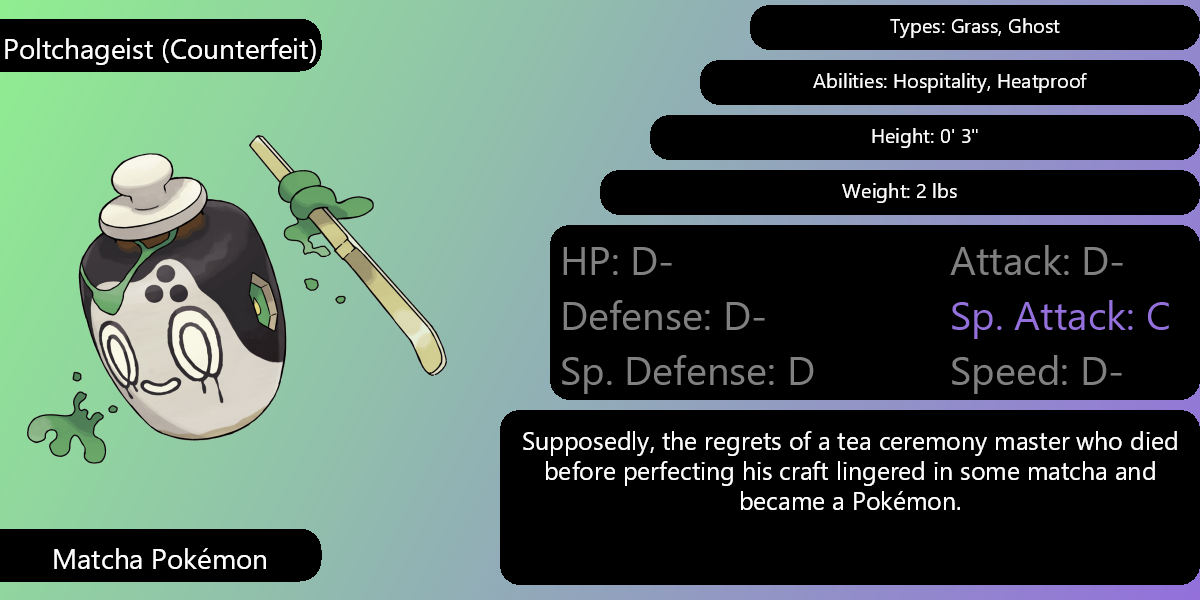 Poltchageist (Counterfeit)
Types: Grass, Ghost
Abilities: Hospitality, Heatproof
Height: 0' 3"
Weight: 2 lbs
HP: D-
Attack: D-
Defense: D-
Sp. Attack: C
Sp. Defense: D
Speed: D-
Supposedly, the regrets of a tea ceremony master who died
before perfecting his craft lingered in some matcha and
became a Pokémon.
Matcha Pokémon